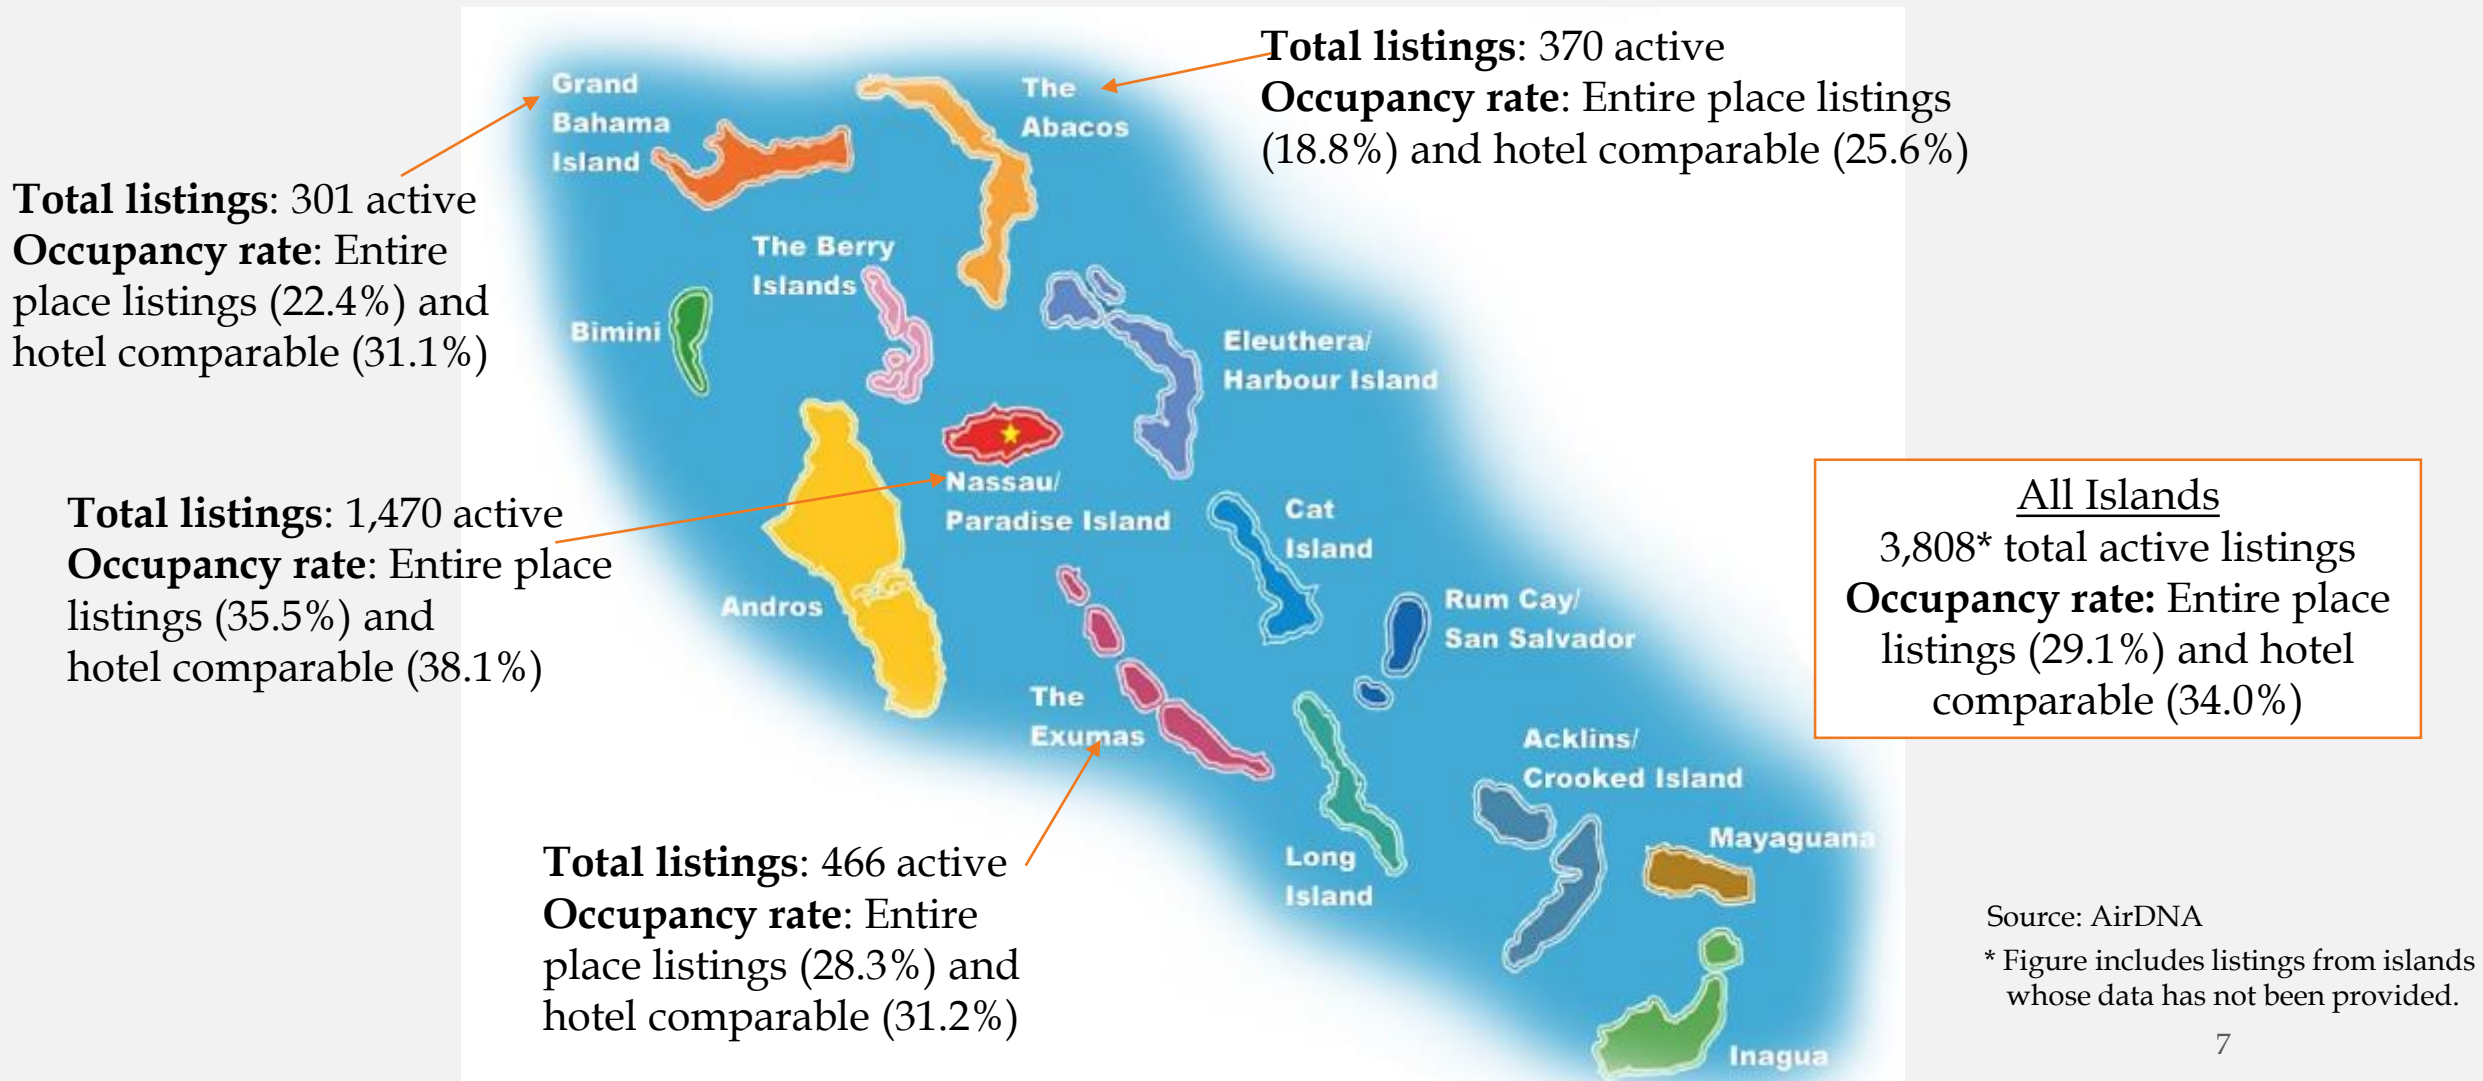 Total listings: 370 active
Occupancy rate: Entire place listings
(18.8%) and hotel comparable (25.6%)
Grand
Bahama
Island
The
Abacos
Total listings: 301 active
Occupancy rate: Entire
place listings (22.4%) and
hotel comparable (31.1%)
The Berry
Islands
Bimini
Eleuthera/
Harbour Island
Total listings: 1,470 active
Occupancy rate: Entire place
listings (35.5%) and
hotel comparable (38.1%)
Nassau/
Paradise Island
Cat
Island
All Islands
3,808* total active listings
Occupancy rate: Entire place
listings (29.1%) and hotel
comparable (34.0%)
Andros
Rum Cay/
San Salvador
The
Exumas
Acklins/
Crooked Island
Total listings: 466 active
Occupancy rate: Entire
place listings (28.3%) and
hotel comparable (31.2%)
Long
Island
Mayaguana
Inagua
Source: AirDNA
* Figure includes listings from islands
whose data has not been provided.
7